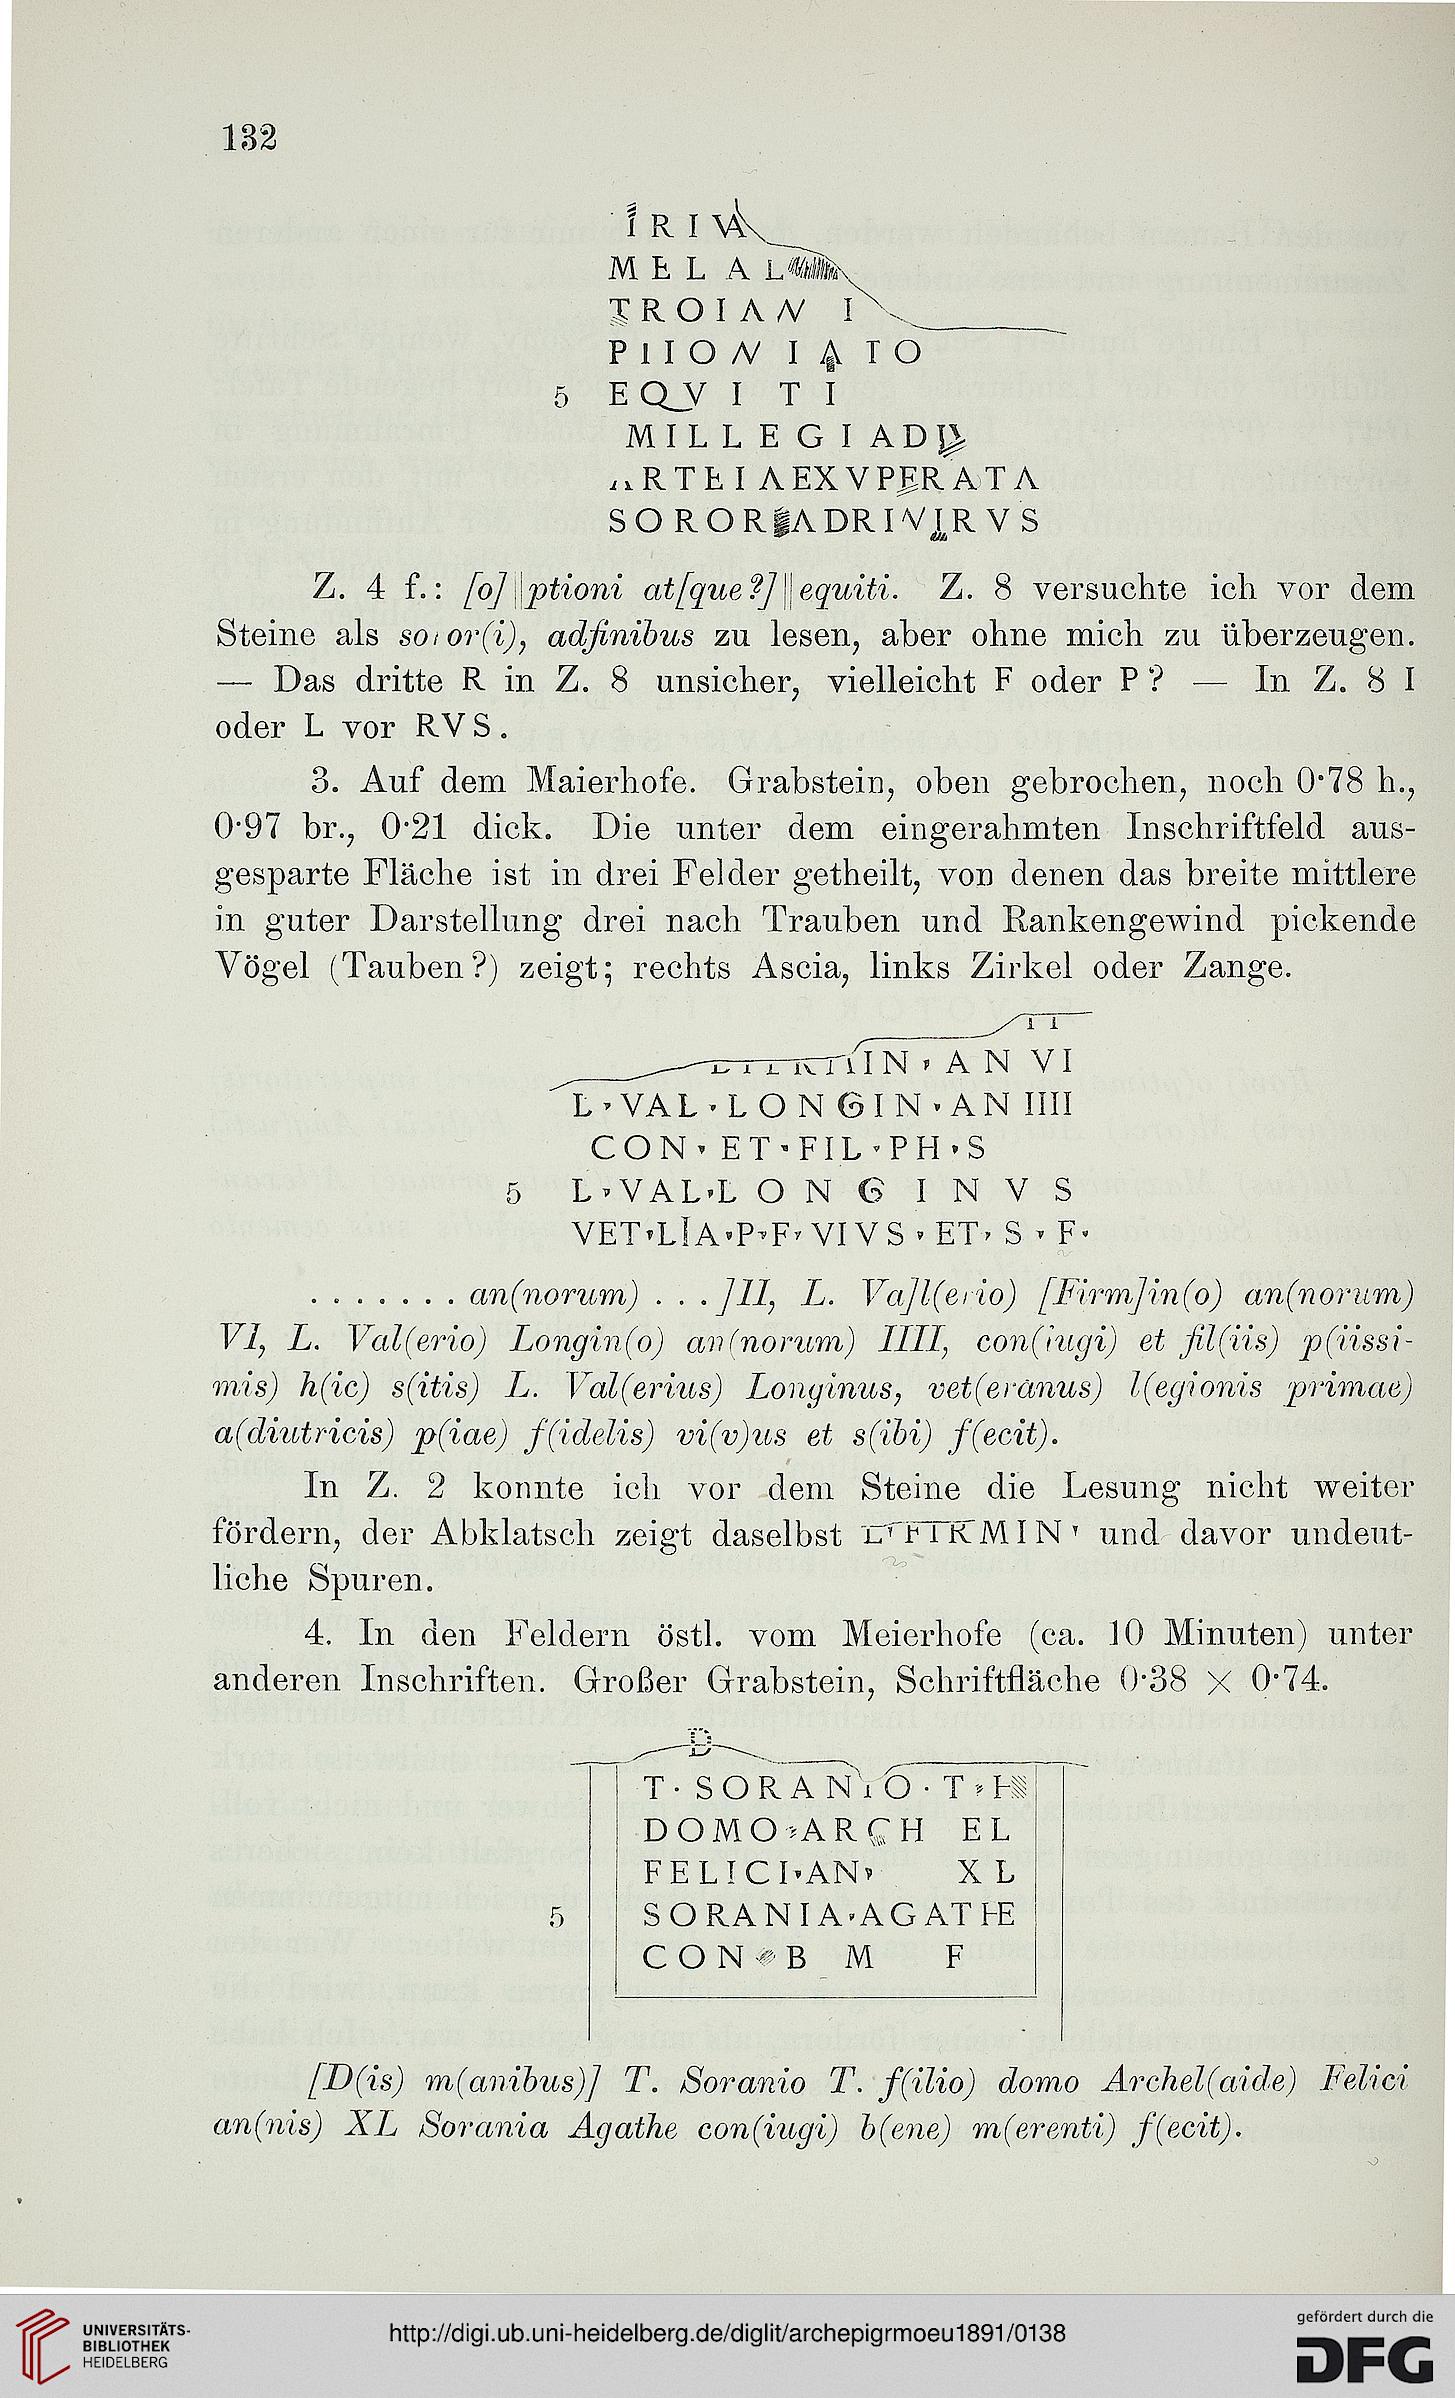 132
IRIVA
MELAL
TROIAN I
PIIONIATO
5 EQVITI
MILLEGIADI
RTEIAEXVPERATA
SOROR ADRINIRVS
Z. 4 f.: [o]||ptioni at[que?]||equiti. Z. 8 versuchte ich vor dem
Steine als soror(i), adfinibus zu lesen, aber ohne mich zu überzeugen.
— Das dritte R in Z. 8 unsicher, vielleicht F oder P? — In Z. 8 I
oder L vor RVS.
3. Auf dem Maierhofe. Grabstein, oben gebrochen, noch 0·78 h.,
0·97 br., 0·21 dick. Die unter dem eingerahmten Inschriftfeld aus-
gesparte Fläche ist in drei Felder getheilt, von denen das breite mittlere
in guter Darstellung drei nach Trauben und Rankengewind pickende
Vögel (Tauben?) zeigt; rechts Ascia, links Zirkel oder Zange.
II
IN · AN VI
L·VAL·LONGIN·AN IIII
CON·ET·FIL·PH·S
5 L·VAL·LONGINVS
VET·LIA·P·F·VIVS·ET·S·F·
. . . . . . . an(norum) . . .]II, L. Va]l(erio) [Firm]in(o) an(norum)
VI, L. Val(erio) Longin(o) an(norum) IIII, con(iugi) et fil(iis) p(iissi-
mis) h(ic) s(itis) L. Val(erius) Longinus, vet(eranus) l(egionis primae)
a(diutricis) p(iae) f(idelis) vi(v)us et s(ibi) f(ecit).
In Z. 2 konnte ich vor dem Steine die Lesung nicht weiter
fördern, der Abklatsch zeigt daselbst L·FIRMIN· und davor undeut-
liche Spuren.
4. In den Feldern östl. vom Meierhofe (ca. 10 Minuten) unter
anderen Inschriften. Großer Grabstein, Schriftfläche 0·38 × 0·74.
D
T·SORANIO·T·F
DOMO·ARCH EL
FELICI·AN· XL
5 SORANIA·AGATHE
CON·B M F
[D(is) m(anibus)] T. Soranio T. f(ilio) domo Archel(aide) Felici
an(nis) XL Sorania Agathe con(iugi) b(ene) m(erenti) f(ecit).
UNIVERSITÄTS-
BIBLIOTHEK
HEIDELBERG
http://digi.ub.uni-heidelberg.de/diglit/archepigrmoeu1891/0138
gefördert durch die
DFG